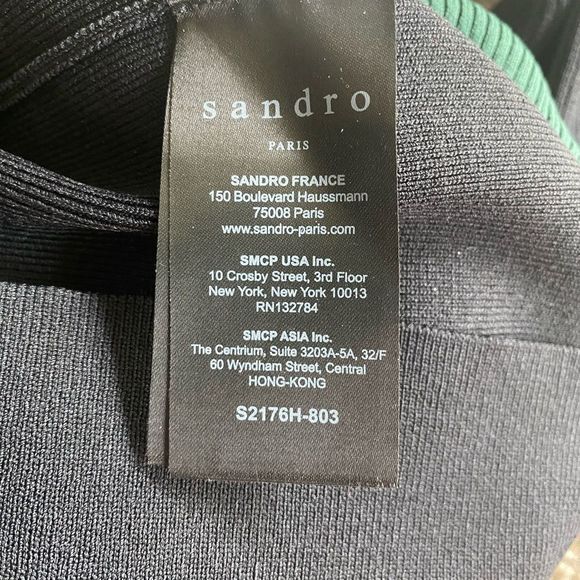 sandro
PARIS
SANDRO FRANCE
150 Boulevard Haussmann
75008 Paris
www.sandro-paris.com
SMCP USA Inc.
10 Crosby Street, 3rd Floor
New York, New York 10013
RN132784
SMCP ASIA Inc.
The Centrium, Suite 3203A-5A, 32/F
60 Wyndham Street, Central
HONG-KONG
S2176H-803